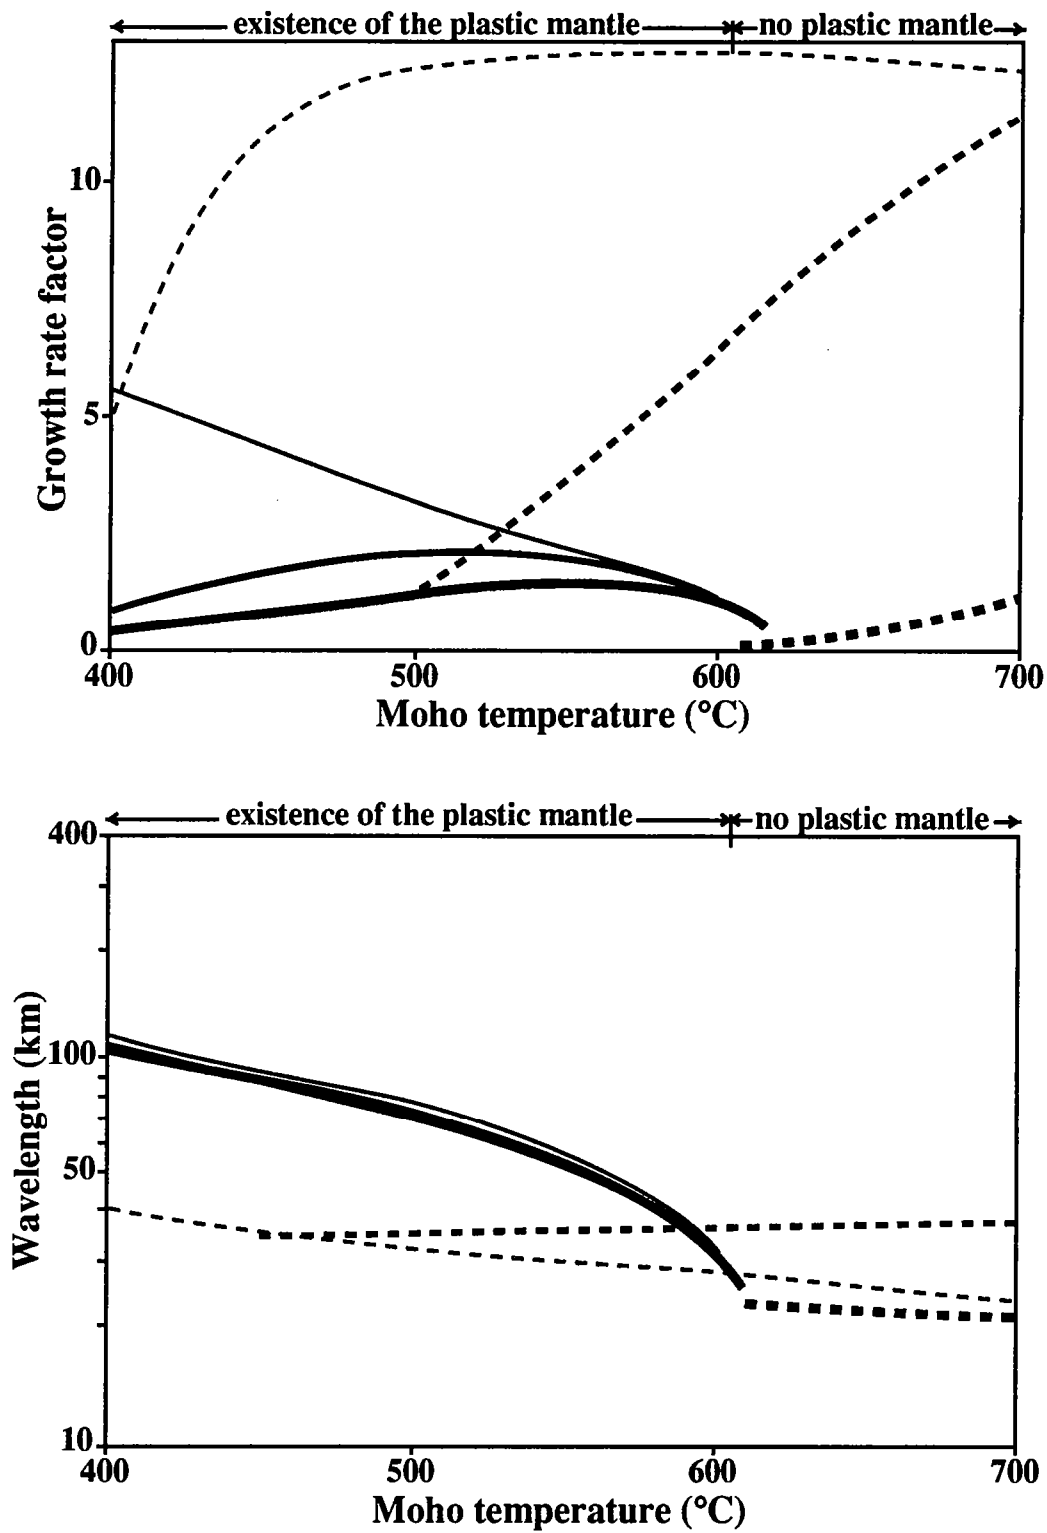 existence of the plastic mantle no plastic mantle
10
5
0
Growth rate factor
400 500 600 700
Moho temperature (°C)
existence of the plastic mantle no plastic mantle
400
100
50
10
Wavelength (km)
400 500 600 700
Moho temperature (°C)